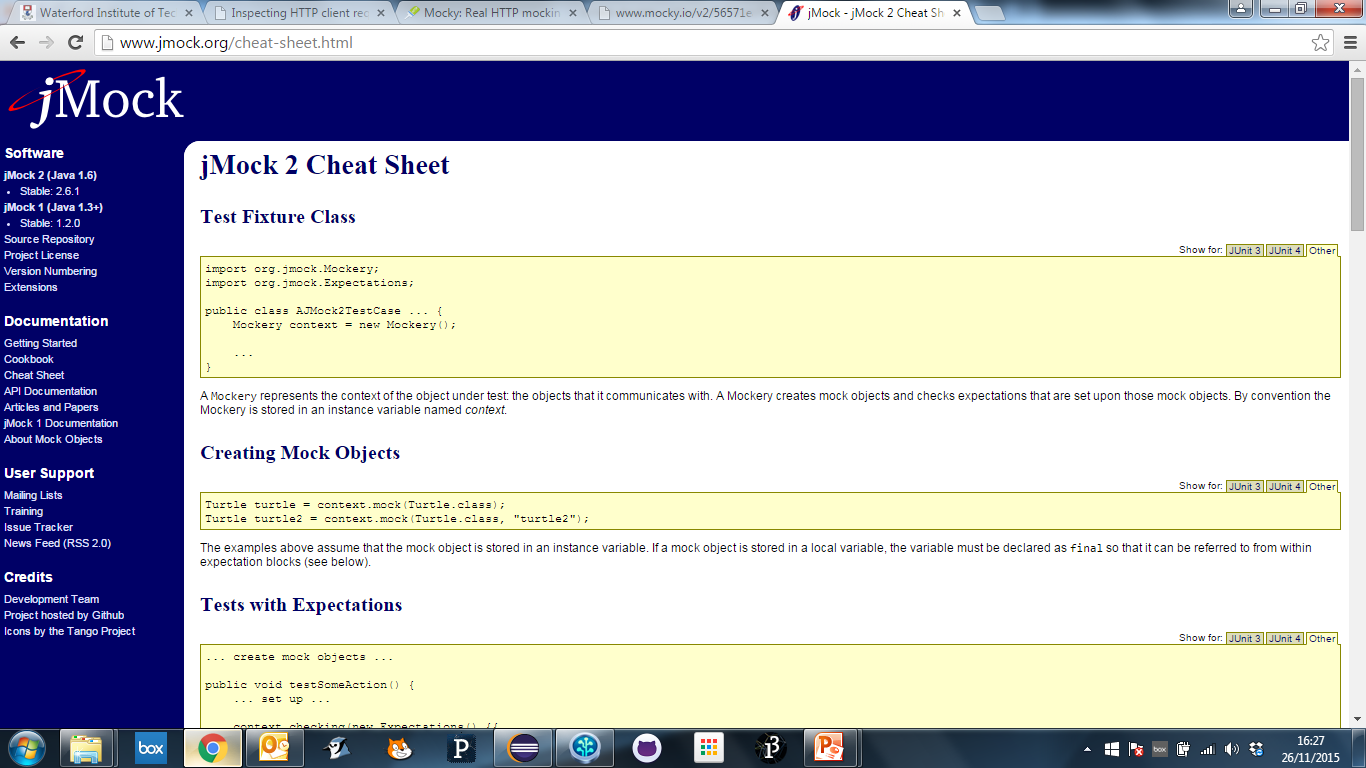 Waterford Institute of Tec
Inspecting HTTP client rec
Mocky: Real HTTP mockin
www.mocky.io/v2/56571e
jMock - jMock 2 Cheat Sh
www.jmock.org/cheat-sheet.html
jMock
Software
jMock 2 (Java 1.6)
• Stable: 2.6.1
jMock 1 (Java 1.3+)
• Stable: 1.2.0
Source Repository
Project License
Version Numbering
Extensions
Documentation
Getting Started
Cookbook
Cheat Sheet
API Documentation
Articles and Papers
jMock 1 Documentation
About Mock Objects
User Support
Mailing Lists
Training
Issue Tracker
News Feed (RSS 2.0)
Credits
Development Team
Project hosted by Github
Icons by the Tango Project
jMock 2 Cheat Sheet
Test Fixture Class
Show for: JUnit 3 JUnit 4 Other
import org.jmock.Mockery;
import org.jmock.Expectations;
public class AJMock2TestCase ... {
Mockery context = new Mockery();
...
}
A Mockery represents the context of the object under test: the objects that it communicates with. A Mockery creates mock objects and checks expectations that are set upon those mock objects. By convention the
Mockery is stored in an instance variable named context.
Creating Mock Objects
Show for: JUnit 3 JUnit 4 Other
Turtle turtle = context.mock(Turtle.class);
Turtle turtle2 = context.mock(Turtle.class, "turtle2");
The examples above assume that the mock object is stored in an instance variable. If a mock object is stored in a local variable, the variable must be declared as final so that it can be referred to from within
expectation blocks (see below).
Tests with Expectations
Show for: JUnit 3 JUnit 4 Other
... create mock objects ...
public void testSomeAction() {
... set up ...
context.checking(new Expectations() {{
box
P
box
16:27
26/11/2015